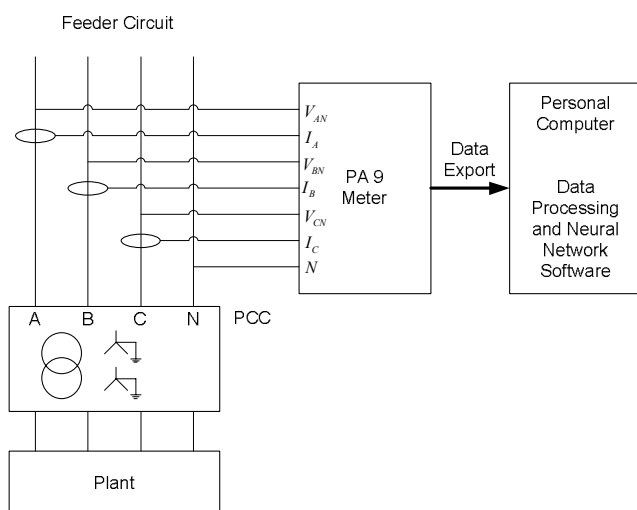 Feeder Circuit
V_AN
I_A
V_BN
I_B
V_CN
I_C
N
PA 9
Meter
Data
Export
Personal
Computer
Data
Processing
and Neural
Network
Software
A B C N PCC
Plant